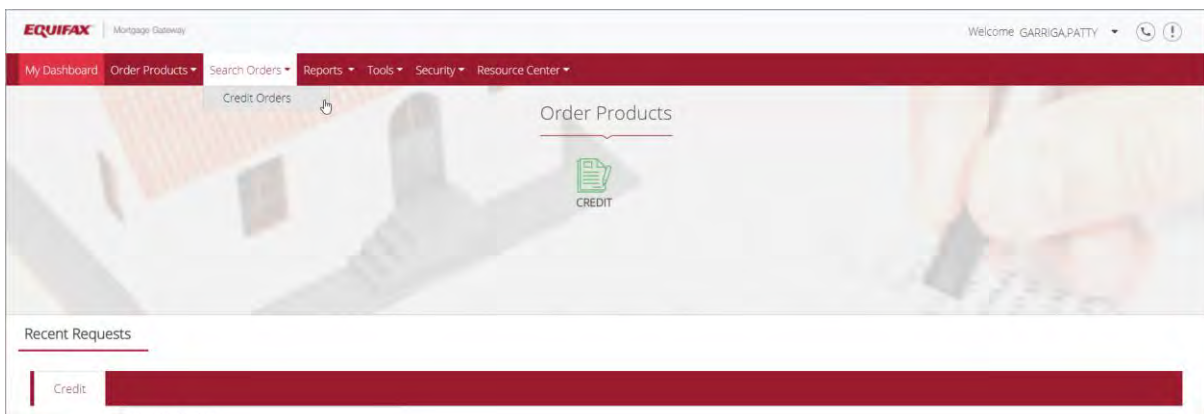 EQUIFAX Mortgage Gateway Welcome GARRIGA,PATTY
My Dashboard Order Products Search Orders Reports Tools Security Resource Center
Credit Orders
Order Products
CREDIT
Recent Requests
Credit